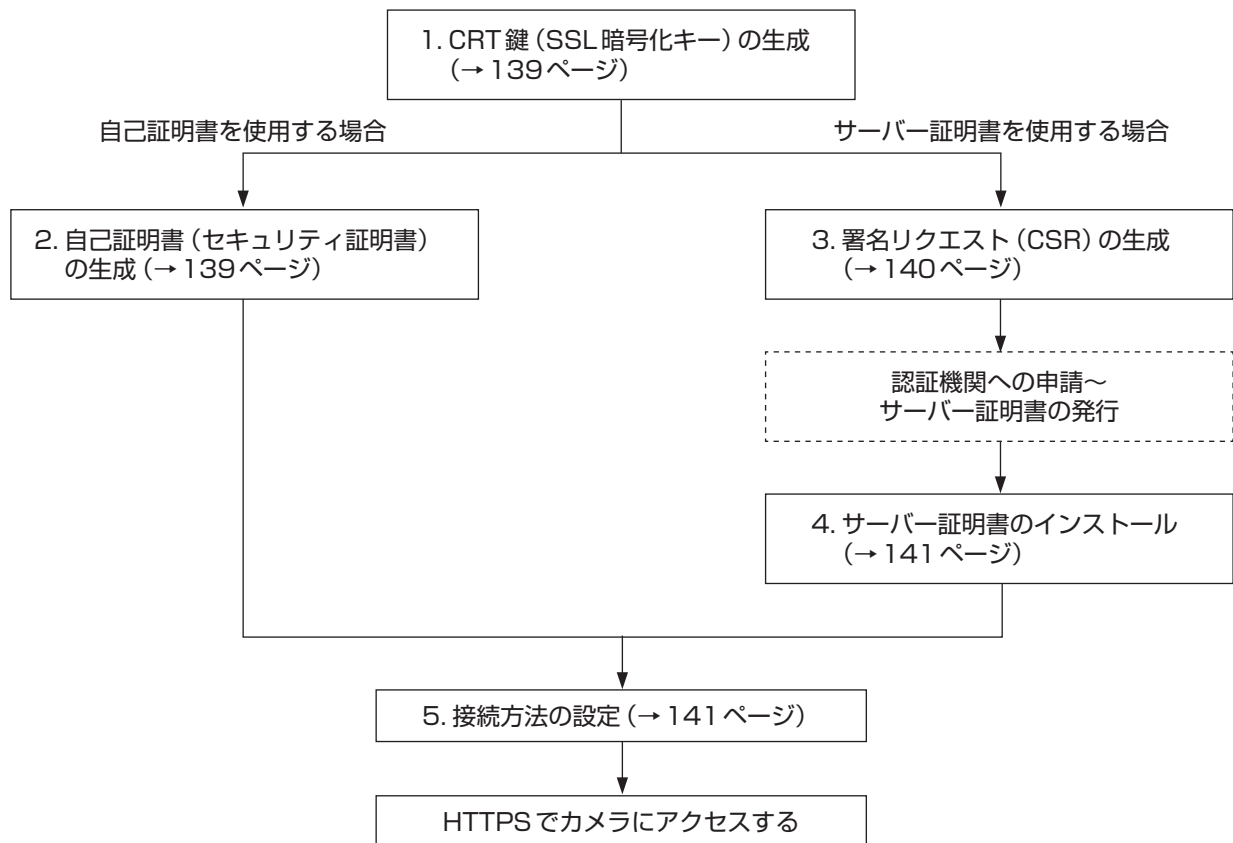 1. CRT鍵（SSL暗号化キー）の生成
（→139ページ）
自己証明書を使用する場合
サーバー証明書を使用する場合
2. 自己証明書（セキュリティ証明書）
の生成（→139ページ）
3. 署名リクエスト（CSR）の生成
（→140ページ）
認証機関への申請～
サーバー証明書の発行
4. サーバー証明書のインストール
（→141ページ）
5. 接続方法の設定（→141ページ）
HTTPSでカメラにアクセスする